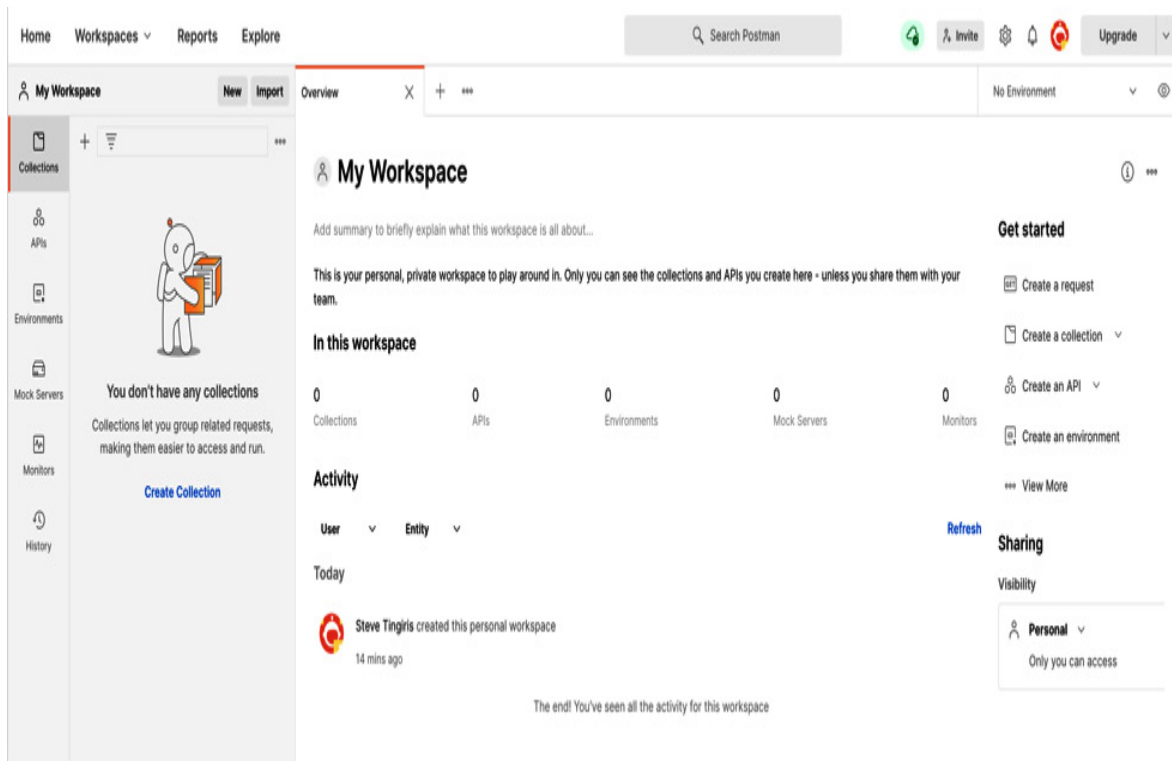 Home Workspaces Reports Explore Search Postman Invite Upgrade
My Workspace New Import Overview No Environment
Collections
APIs
Environments
Mock Servers
Monitors
History
You don't have any collections
Collections let you group related requests,
making them easier to access and run.
Create Collection
My Workspace
Add summary to briefly explain what this workspace is all about...
This is your personal, private workspace to play around in. Only you can see the collections and APIs you create here - unless you share them with your
team.
In this workspace
0 0 0 0 0
Collections APIs Environments Mock Servers Monitors
Activity
User Entity Refresh
Today
Steve Tingiris created this personal workspace
14 mins ago
The end! You've seen all the activity for this workspace
Get started
GET Create a request
Create a collection
Create an API
Create an environment
View More
Sharing
Visibility
Personal
Only you can access